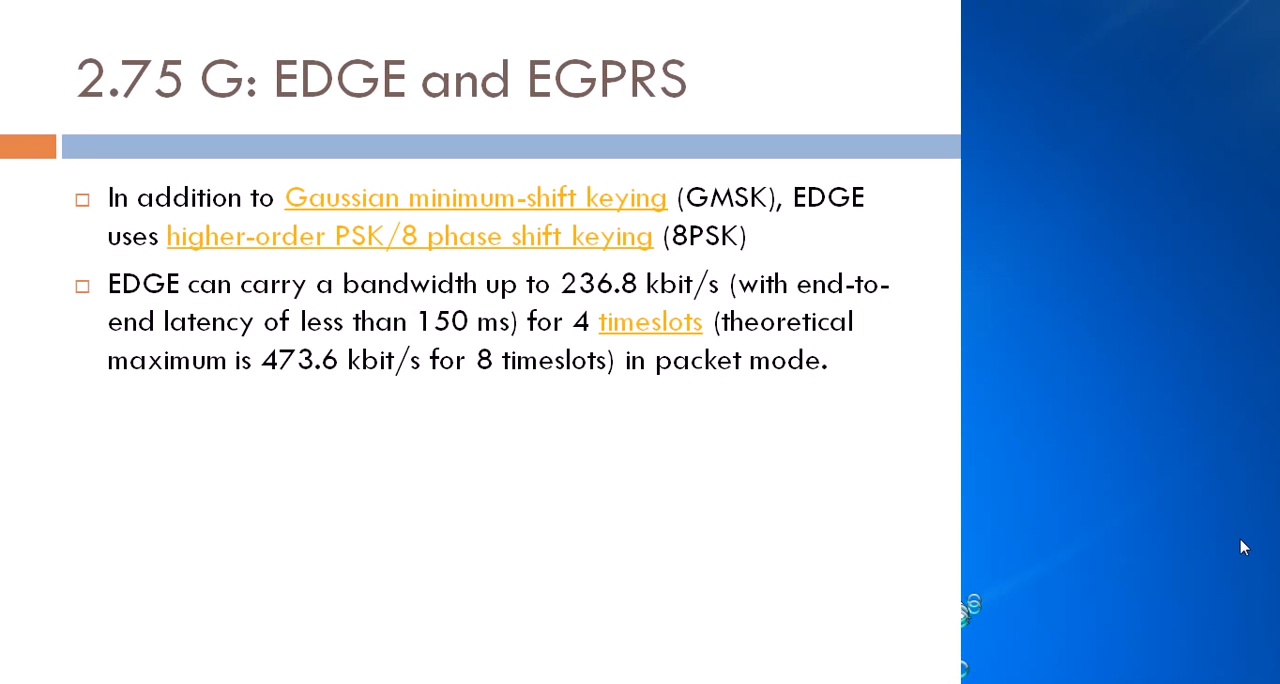 2.75 G: EDGE and EGPRS
In addition to Gaussian minimum-shift keying (GMSK), EDGE
uses higher-order PSK/8 phase shift keying (8PSK)
EDGE can carry a bandwidth up to 236.8 kbit/s (with end-to-
end latency of less than 150 ms) for 4 timeslots (theoretical
maximum is 473.6 kbit/s for 8 timeslots) in packet mode.